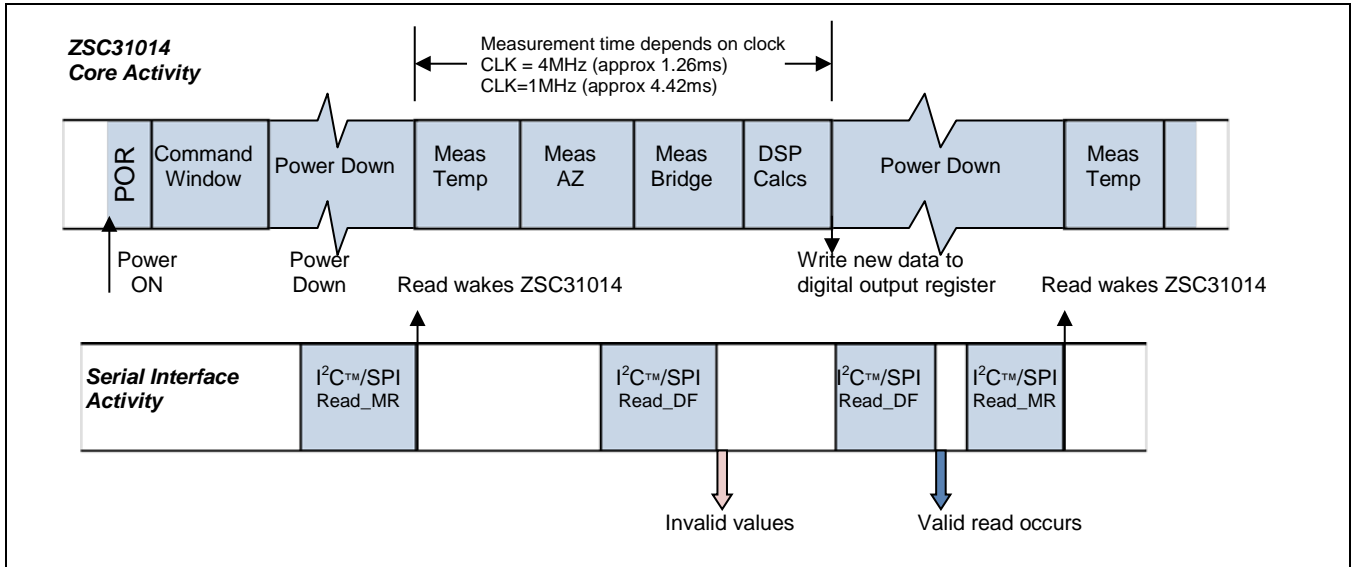 ZSC31014
Core Activity
Measurement time depends on clock
CLK = 4MHz (approx 1.26ms)
CLK=1MHz (approx 4.42ms)
POR
Command
Window
Power Down
Meas
Temp
Meas
AZ
Meas
Bridge
DSP
Calcs
Power Down
Meas
Temp
Power
ON
Power
Down
Read wakes ZSC31014
Write new data to
digital output register
Read wakes ZSC31014
Serial Interface
Activity
I²C™/SPI
Read_MR
I²C™/SPI
Read_DF
I²C™/SPI
Read_DF
I²C™/SPI
Read_MR
Invalid values
Valid read occurs